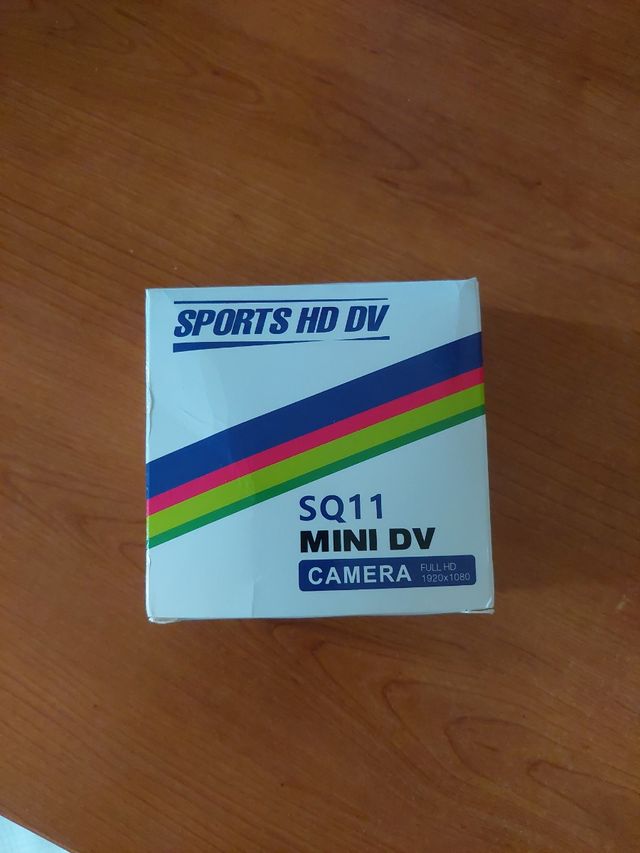 SPORTS HD DV
SQ11
MINI DV
CAMERA FULL HD
1920x1080